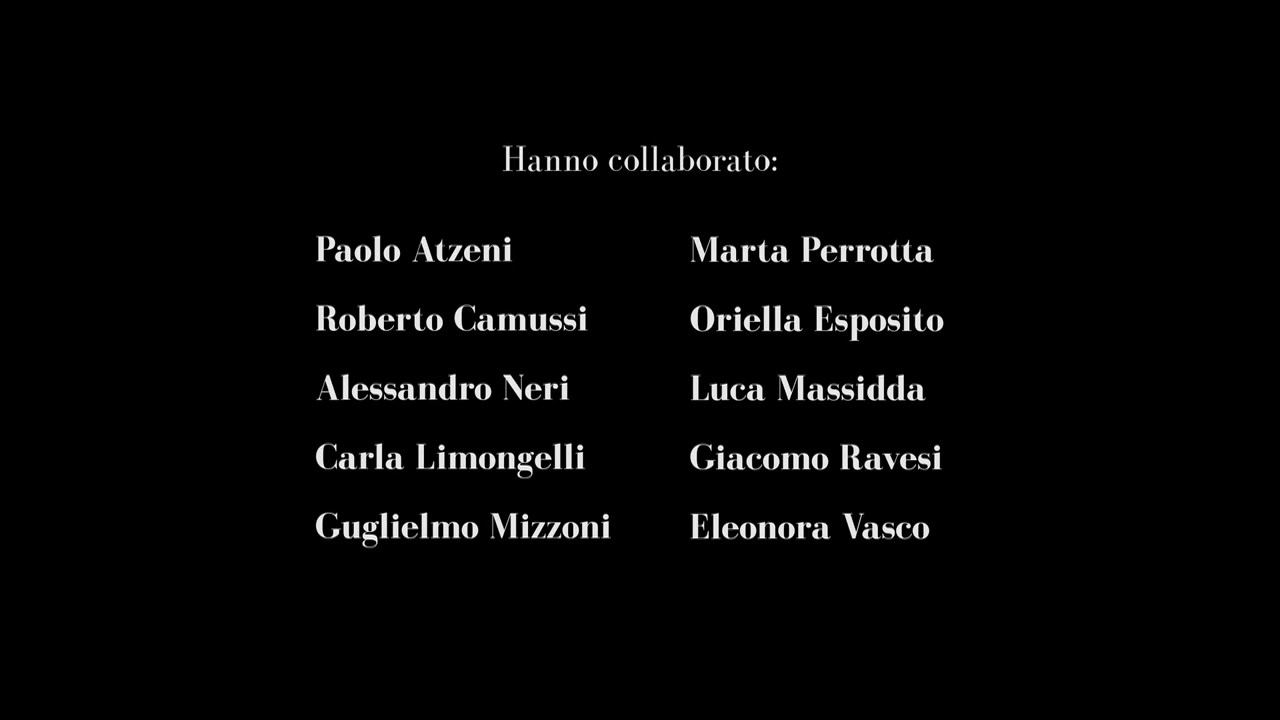 Hanno collaborato:
Paolo Atzeni
Roberto Camussi
Alessandro Neri
Carla Limongelli
Guglielmo Mizzoni
Marta Perrotta
Oriella Esposito
Luca Massidda
Giacomo Ravesi
Eleonora Vasco